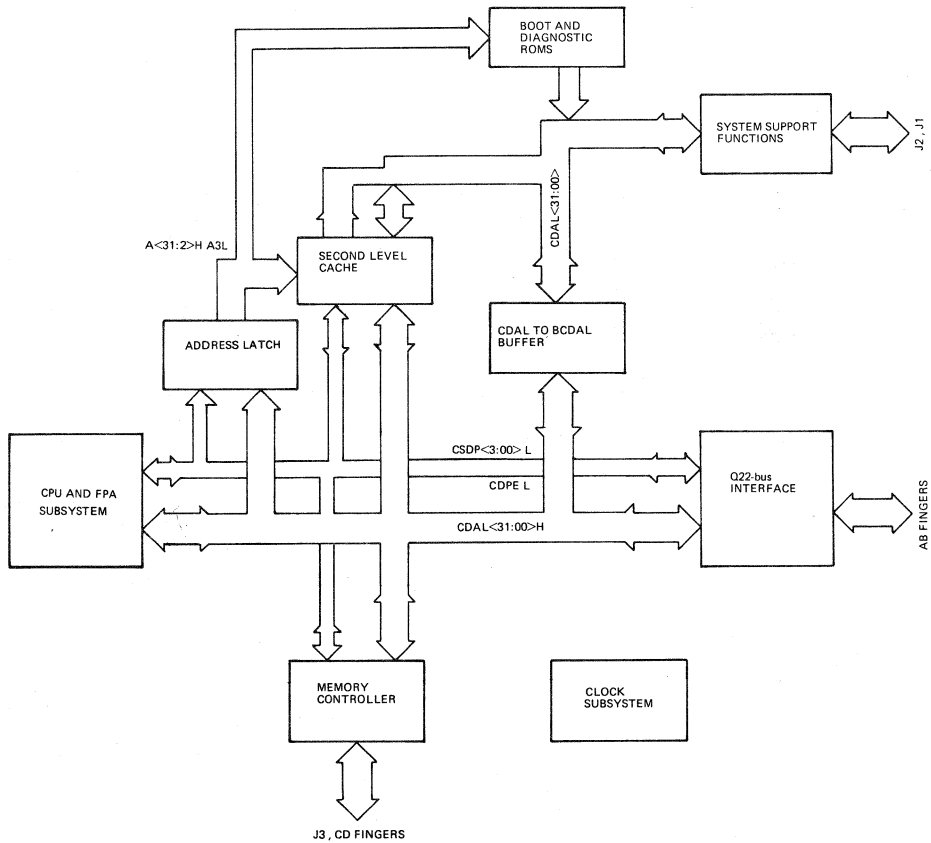 BOOT AND
DIAGNOSTIC
ROMS
SYSTEM SUPPORT
FUNCTIONS
J2, J1
CDAL<31:00>
A<31:2>H A3L
SECOND LEVEL
CACHE
ADDRESS LATCH
CDAL TO BCDAL
BUFFER
CPU AND FPA
SUBSYSTEM
CSDP<3:00> L
CDPE L
CDAL<31:00>H
Q22-bus
INTERFACE
AB FINGERS
MEMORY
CONTROLLER
CLOCK
SUBSYSTEM
J3, CD FINGERS